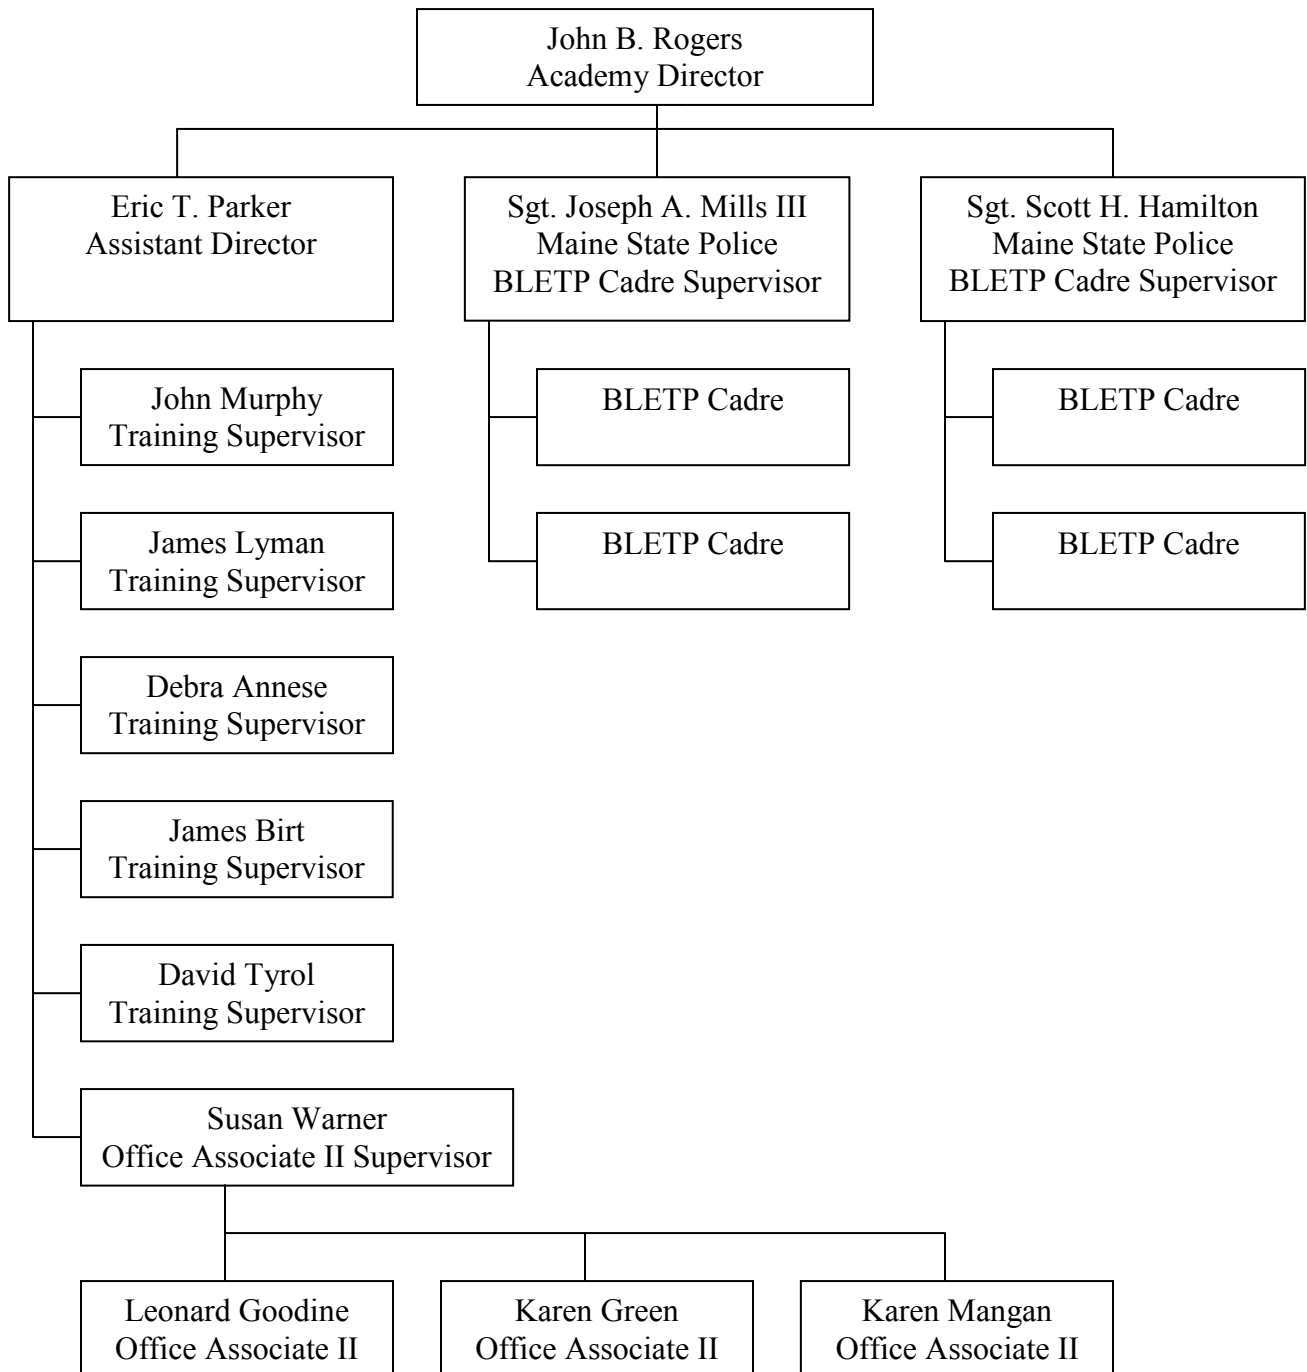 John B. Rogers
Academy Director
Eric T. Parker
Assistant Director
Sgt. Joseph A. Mills III
Maine State Police
BLETP Cadre Supervisor
Sgt. Scott H. Hamilton
Maine State Police
BLETP Cadre Supervisor
John Murphy
Training Supervisor
BLETP Cadre
BLETP Cadre
James Lyman
Training Supervisor
BLETP Cadre
BLETP Cadre
Debra Annese
Training Supervisor
James Birt
Training Supervisor
David Tyrol
Training Supervisor
Susan Warner
Office Associate II Supervisor
Leonard Goodine
Office Associate II
Karen Green
Office Associate II
Karen Mangan
Office Associate II